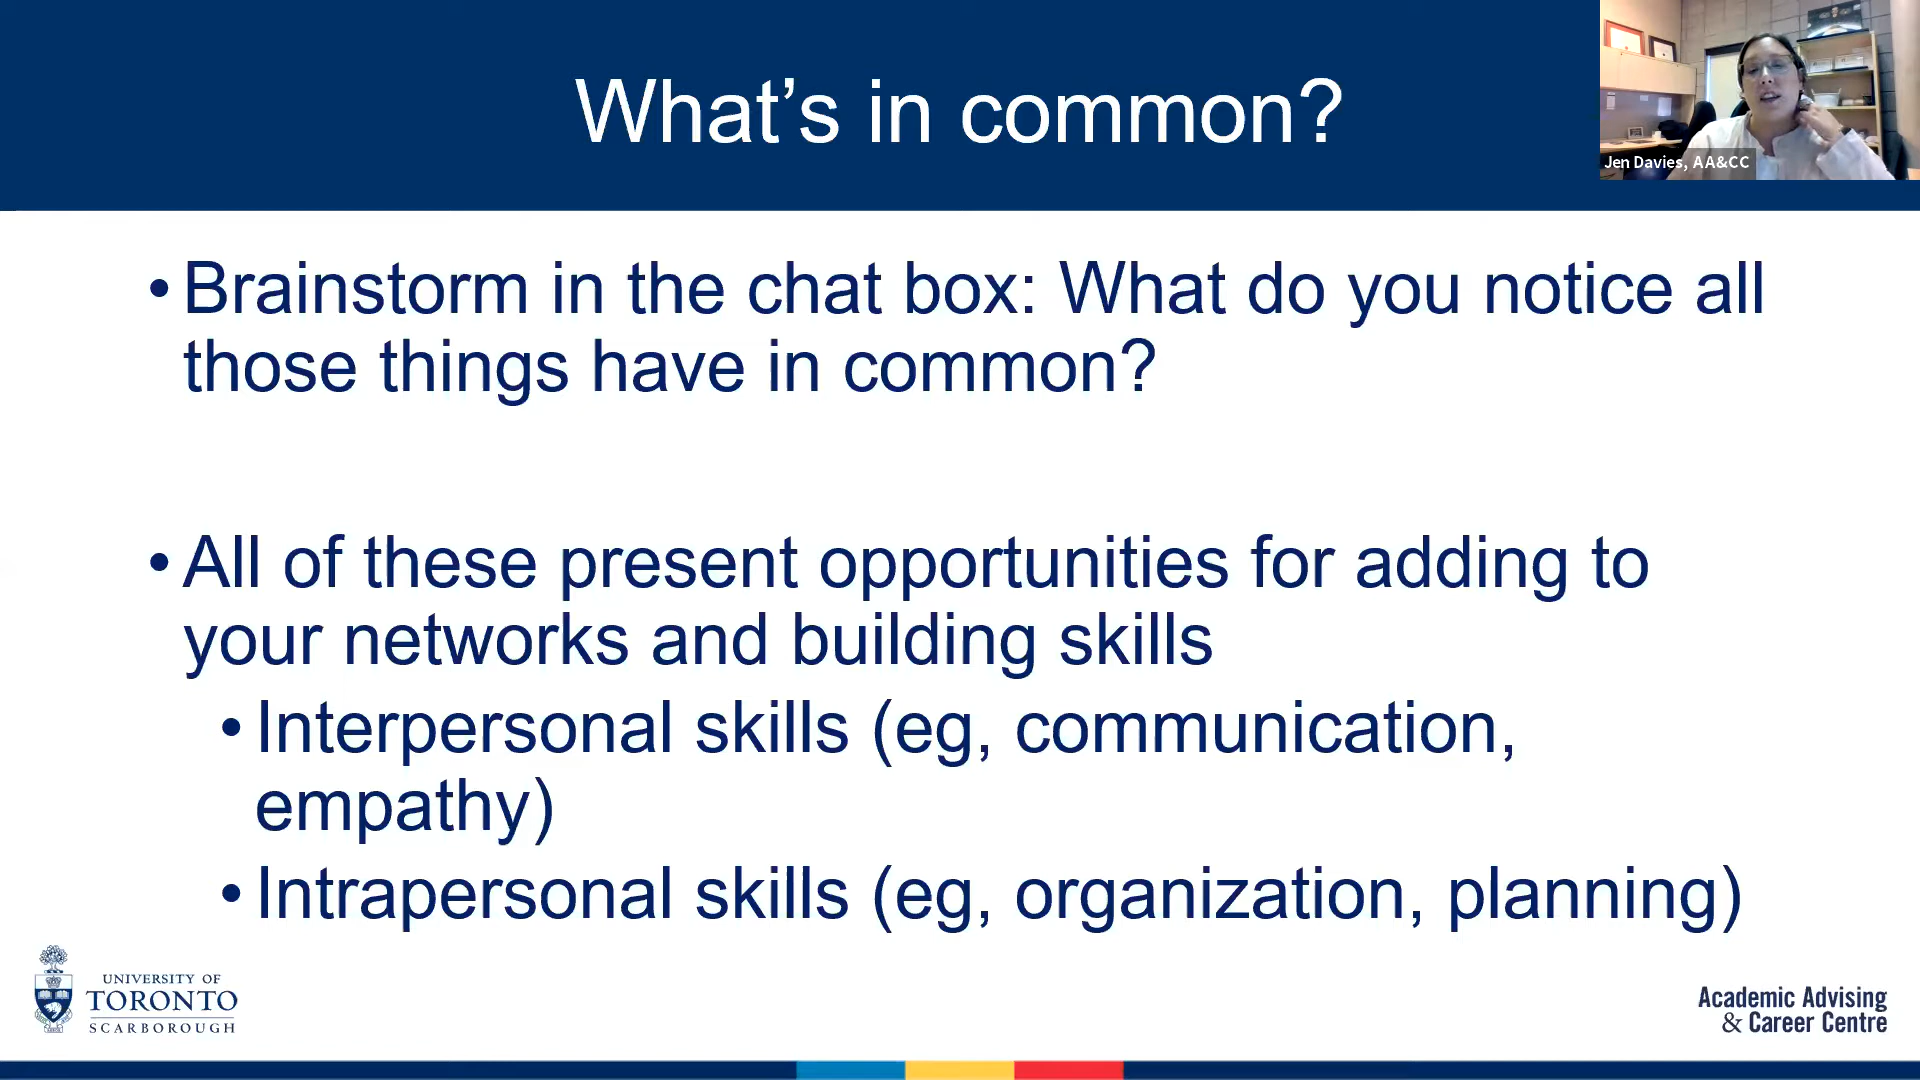 What’s in common?
Jen Davies, AA&CC
• Brainstorm in the chat box: What do you notice all
those things have in common?
• All of these present opportunities for adding to
your networks and building skills
• Interpersonal skills (eg, communication,
empathy)
• Intrapersonal skills (eg, organization, planning)
UNIVERSITY OF
TORONTO
SCARBOROUGH
Academic Advising
& Career Centre